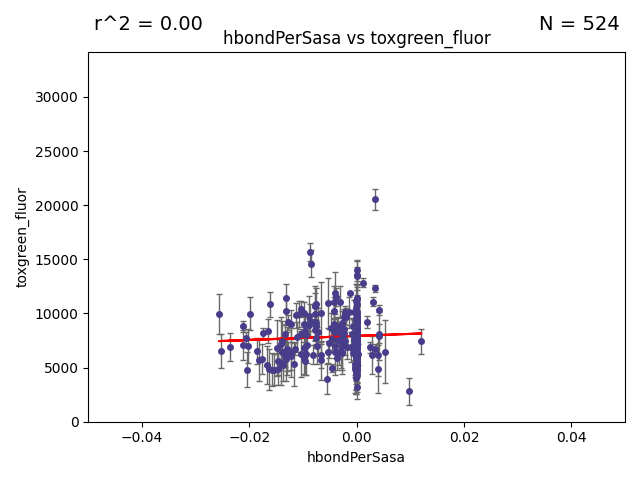 r^2 = 0.00
N = 524
hbondPerSasa vs toxgreen_fluor
30000
25000
20000
15000
10000
5000
0
toxgreen_fluor
−0.04
−0.02
0.00
0.02
0.04
hbondPerSasa